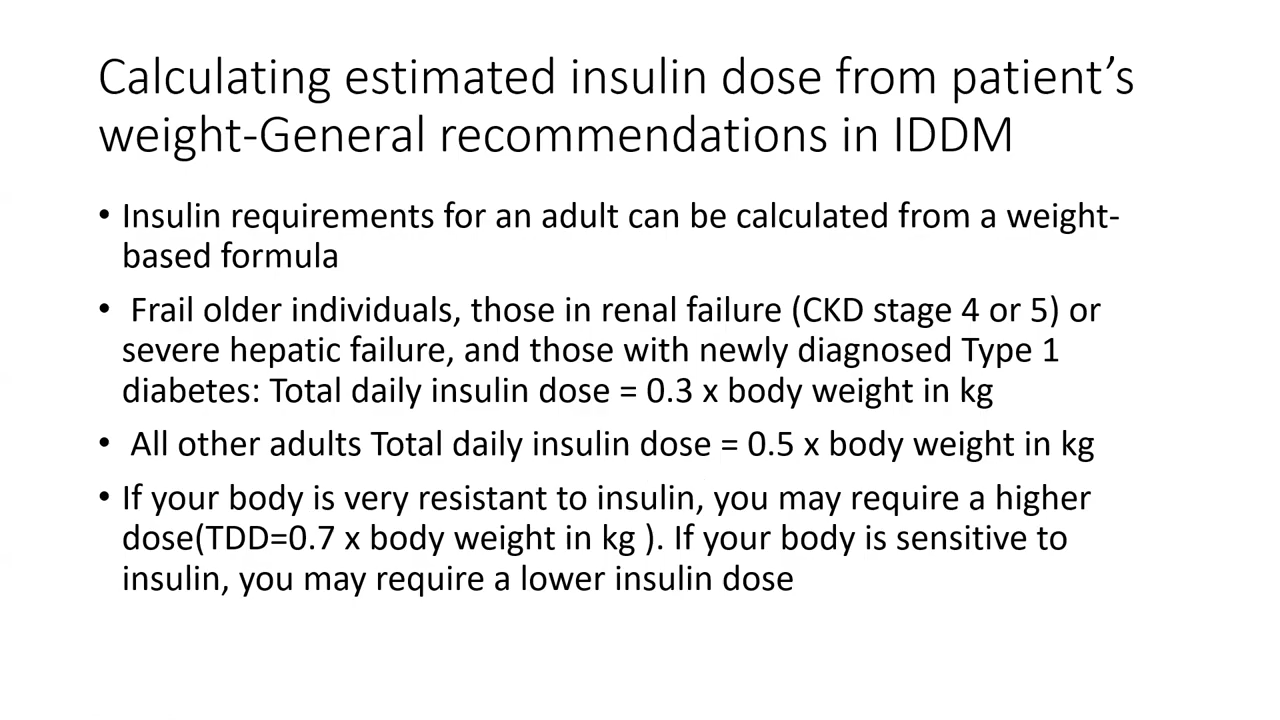 Calculating estimated insulin dose from patient’s
weight-General recommendations in IDDM
• Insulin requirements for an adult can be calculated from a weight-
based formula
• Frail older individuals, those in renal failure (CKD stage 4 or 5) or
severe hepatic failure, and those with newly diagnosed Type 1
diabetes: Total daily insulin dose = 0.3 x body weight in kg
• All other adults Total daily insulin dose = 0.5 x body weight in kg
• If your body is very resistant to insulin, you may require a higher
dose(TDD=0.7 x body weight in kg ). If your body is sensitive to
insulin, you may require a lower insulin dose